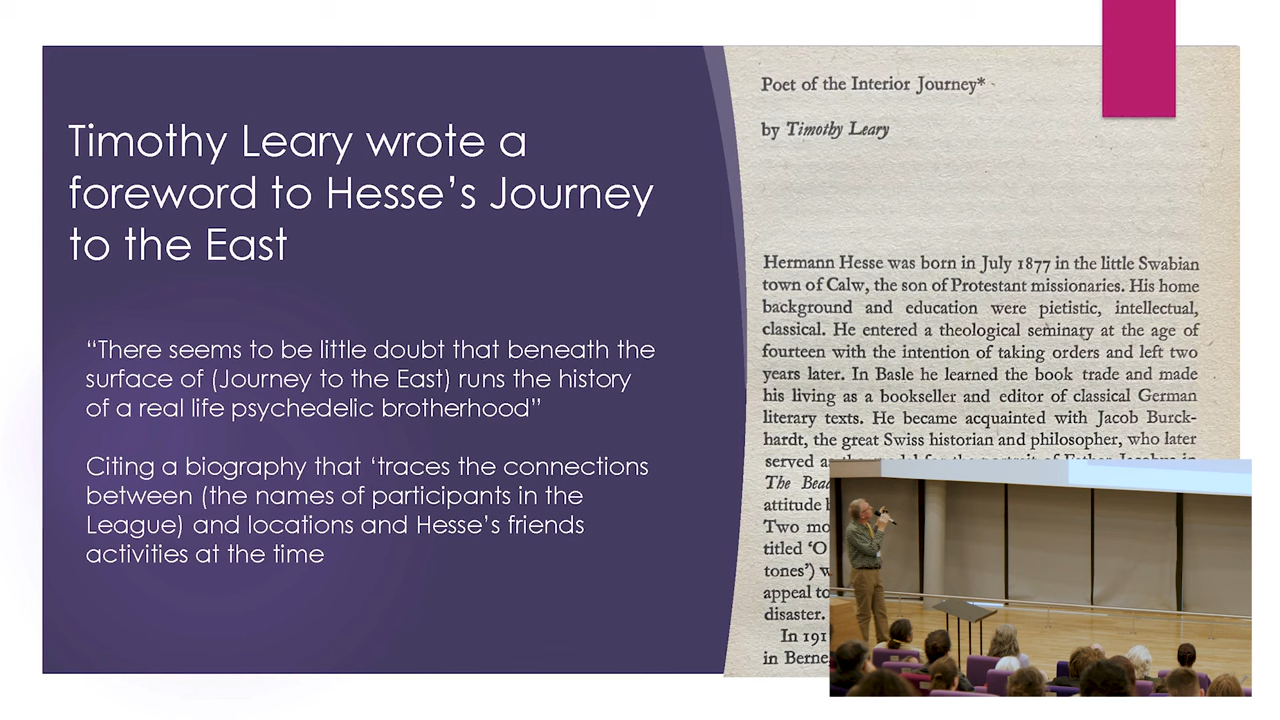 Timothy Leary wrote a
foreword to Hesse’s Journey
to the East
“There seems to be little doubt that beneath the
surface of (Journey to the East) runs the history
of a real life psychedelic brotherhood”
Citing a biography that ‘traces the connections
between (the names of participants in the
League) and locations and Hesse’s friends
activities at the time
Poet of the Interior Journey*
by Timothy Leary
Hermann Hesse was born in July 1877 in the little Swabian
town of Calw, the son of Protestant missionaries. His home
background and education were pietistic, intellectual,
classical. He entered a theological seminary at the age of
fourteen with the intention of taking orders and left two
years later. In Basle he learned the book trade and made
his living as a bookseller and editor of classical German
literary texts. He became acquainted with Jacob Burck-
hardt, the great Swiss historian and philosopher, who later
served
The
attitude
Two
titled ‘O
tones’)
appeal to
disaster.
In 191
in Berne,